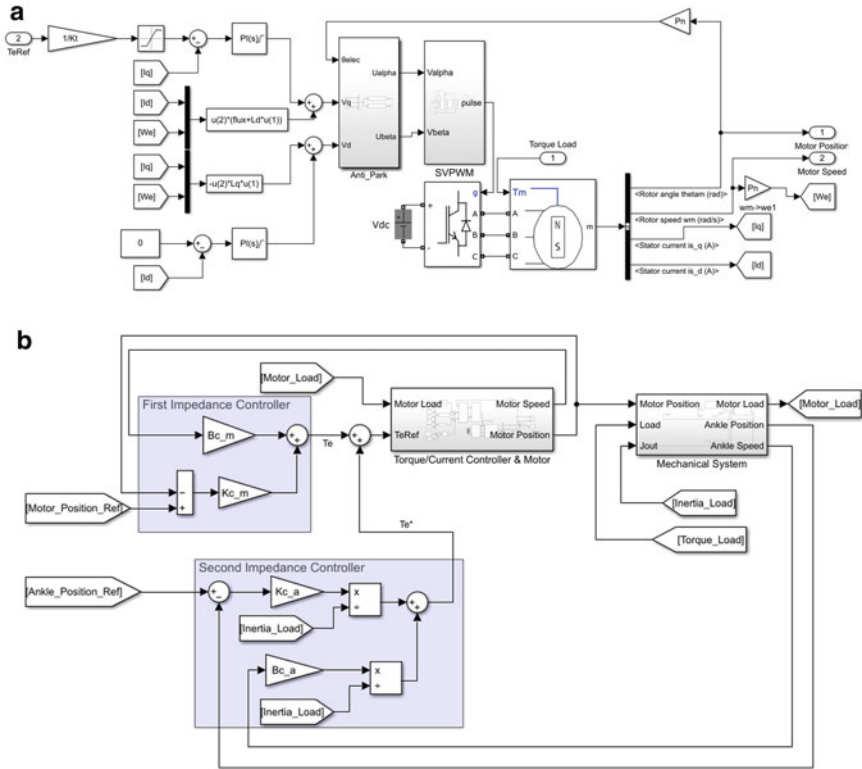 a
2
TeRef
1/Kt
PI(s)/~
[Iq]
[Id]
[We]
u(2)*(flux+Ld*u(1))
[Iq]
[We]
-u(2)*Lq*u(1)
0
PI(s)/~
[Id]
Θelec
Vq
Vd
Ualpha
Ubeta
Anti_Park
Valpha
Vbeta
pulse
SVPWM
Pn
Vdc
+
-
g
A
B
C
Torque Load
1
Tm
A
B
C
N
S
m
<Rotor angle thetam (rad)>
<Rotor speed wm (rad/s)>
<Stator current is_q (A)>
<Stator current is_d (A)>
1
Motor Position
2
Motor Speed
Pn
wm->we1
[We]
[Iq]
[Id]
b
[Motor_Load]
First Impedance Controller
Bc_m
Kc_m
[Motor_Position_Ref]
Te
Motor Load
TeRef
Motor Speed
Motor Position
Torque/Current Controller & Motor
Motor Position
Load
Jout
Motor Load
Ankle Position
Ankle Speed
Mechanical System
[Motor_Load]
[Inertia_Load]
[Torque_Load]
Te*
Second Impedance Controller
[Ankle_Position_Ref]
Kc_a
x
÷
[Inertia_Load]
Bc_a
x
÷
[Inertia_Load]